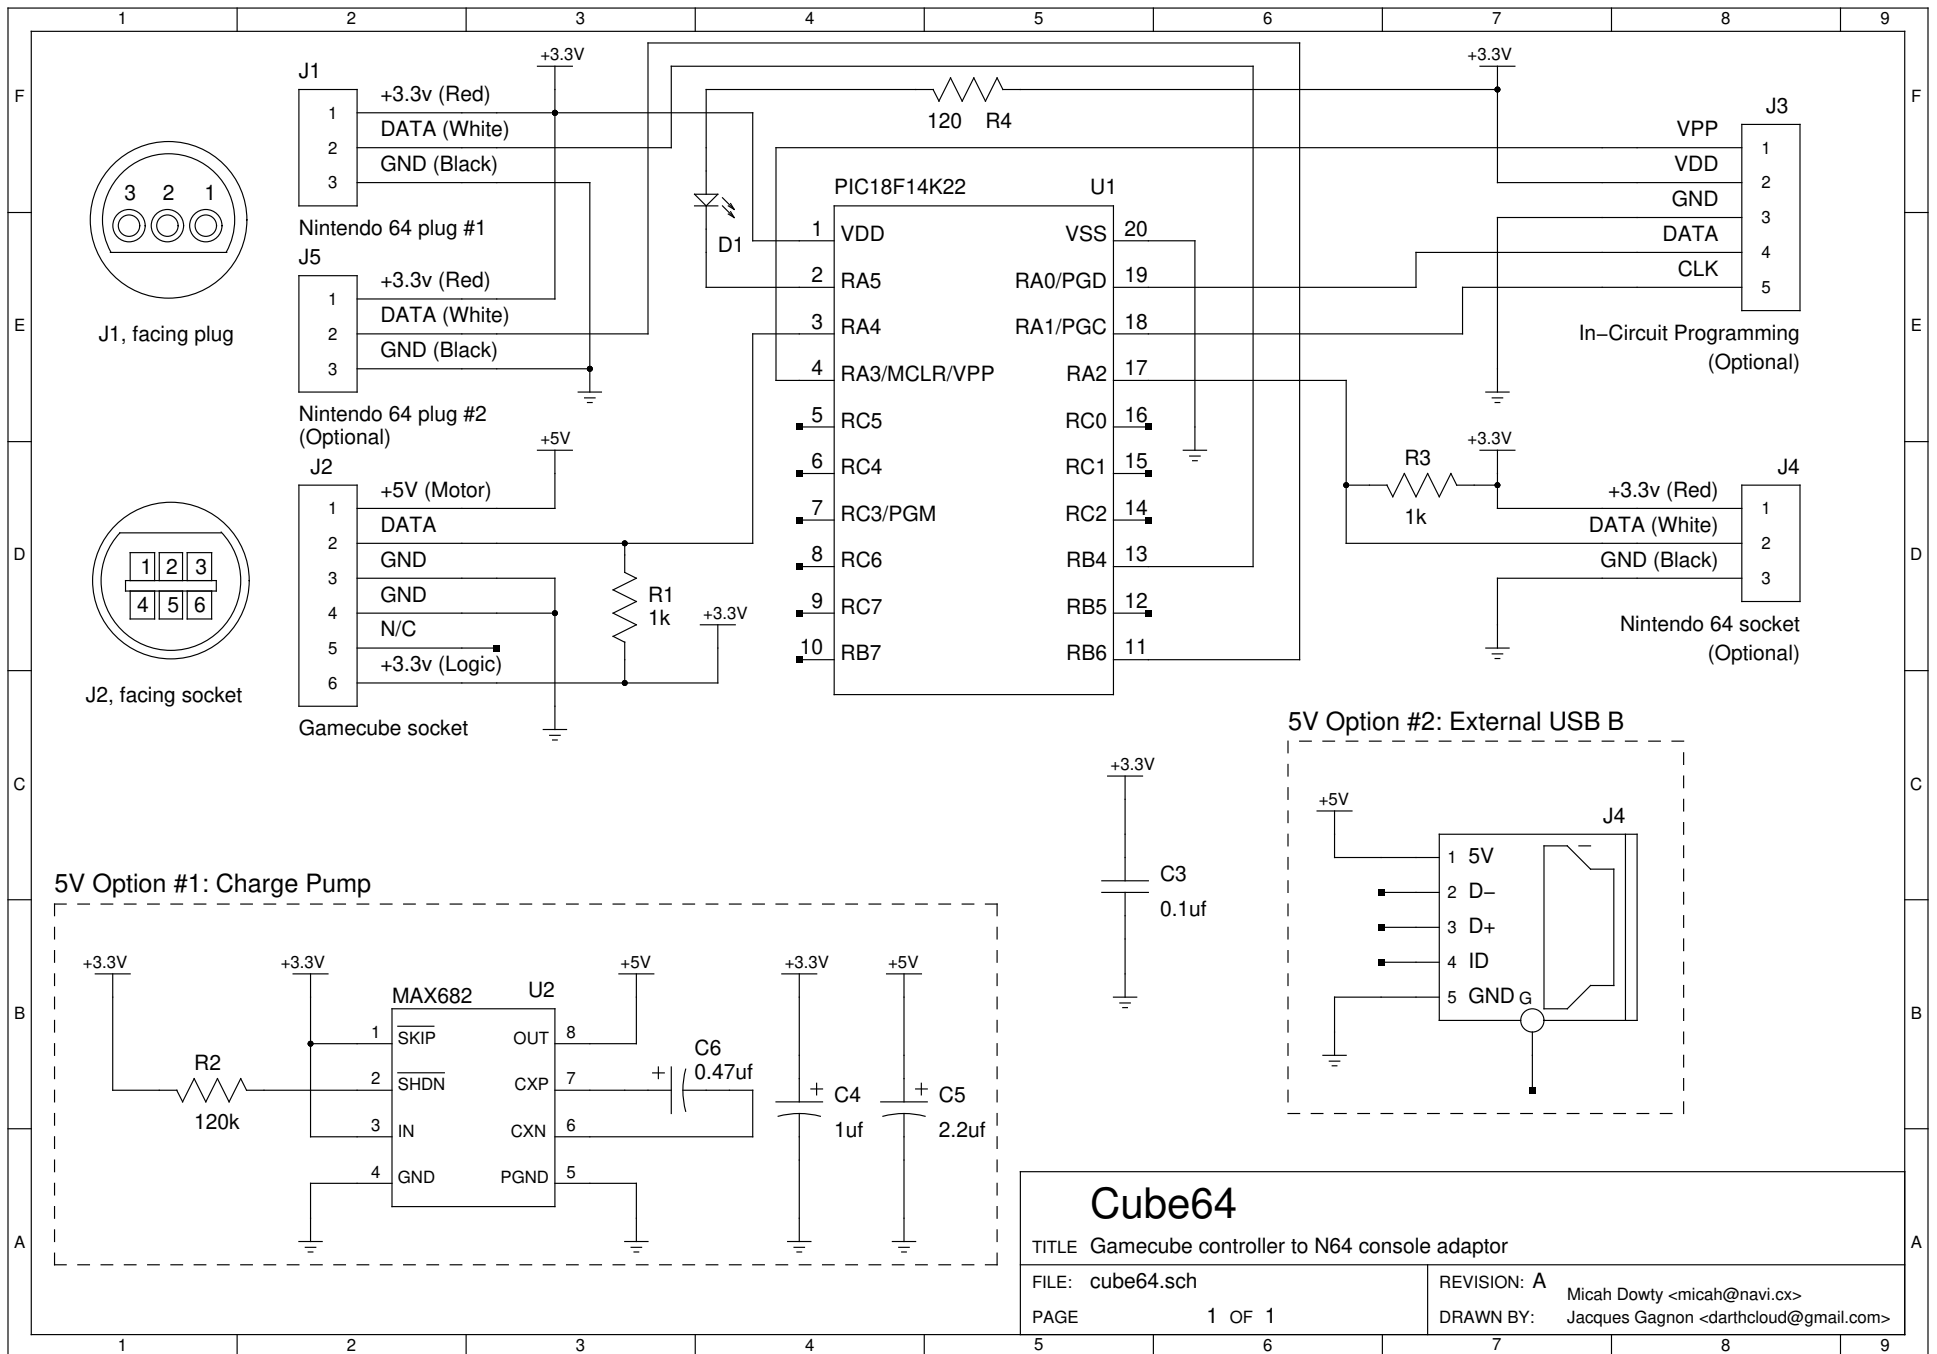 1 2 3 4 5 6 7 8 9
F
E
D
C
B
A
J1
+3.3v (Red)
1
DATA (White)
2
GND (Black)
3
Nintendo 64 plug #1
+3.3V
3 2 1
J1, facing plug
J5
+3.3v (Red)
1
DATA (White)
2
GND (Black)
3
Nintendo 64 plug #2
(Optional)
+5V
J2
+5V (Motor)
1
DATA
2
GND
3
GND
4
N/C
5
+3.3v (Logic)
6
Gamecube socket
1 2 3
4 5 6
J2, facing socket
R1
1k
+3.3V
120 R4
D1
PIC18F14K22 U1
1 VDD VSS 20
2 RA5 RA0/PGD 19
3 RA4 RA1/PGC 18
4 RA3/MCLR/VPP RA2 17
5 RC5 RC0 16
6 RC4 RC1 15
7 RC3/PGM RC2 14
8 RC6 RB4 13
9 RC7 RB5 12
10 RB7 RB6 11
+3.3V
J3
VPP
1
VDD
2
GND
3
DATA
4
CLK
5
In−Circuit Programming
(Optional)
+3.3V
R3
1k
J4
+3.3v (Red)
1
DATA (White)
2
GND (Black)
3
Nintendo 64 socket
(Optional)
5V Option #2: External USB B
+5V
J4
1 5V
2 D−
3 D+
4 ID
5 GND G
+3.3V
C3
0.1uf
5V Option #1: Charge Pump
+3.3V
R2
120k
+3.3V
MAX682 U2
1 SKIP OUT 8
2 SHDN CXP 7
3 IN CXN 6
4 GND PGND 5
+5V
+ C6
0.47uf
+3.3V
+ C4
1uf
+5V
+ C5
2.2uf
Cube64
TITLE Gamecube controller to N64 console adaptor
FILE: cube64.sch
REVISION: A
PAGE 1 OF 1
DRAWN BY:
Micah Dowty <micah@navi.cx>
Jacques Gagnon <darthcloud@gmail.com>
F
E
D
C
B
A
1 2 3 4 5 6 7 8 9